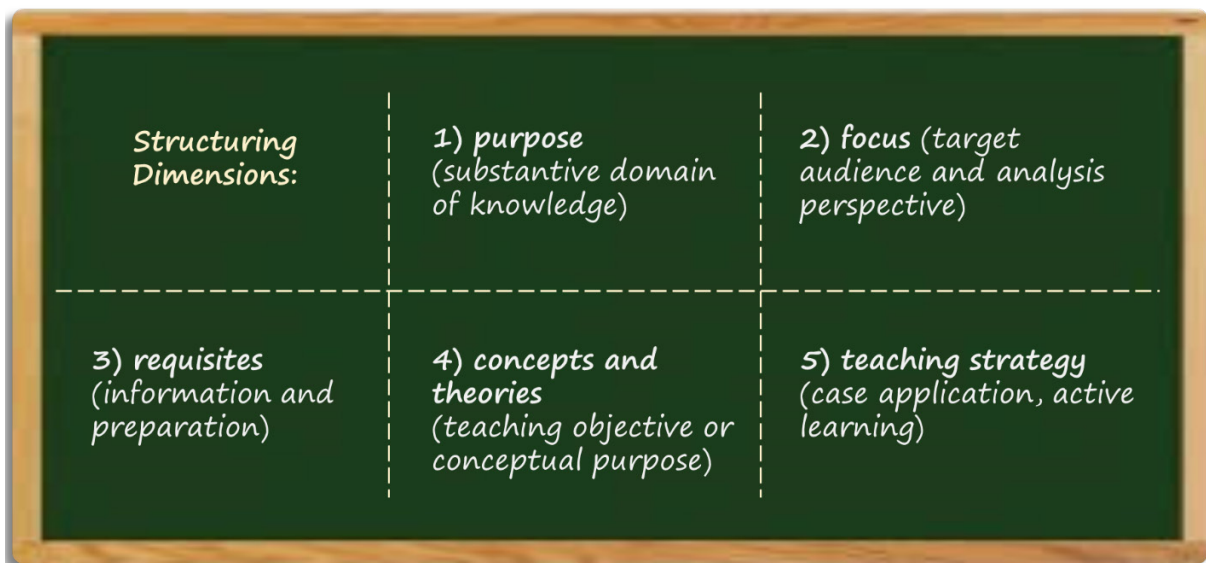 Structuring
Dimensions:
1) purpose
(substantive domain
of knowledge)
2) focus (target
audience and analysis
perspective)
3) requisites
(information and
preparation)
4) concepts and
theories
(teaching objective or
conceptual purpose)
5) teaching strategy
(case application, active
learning)